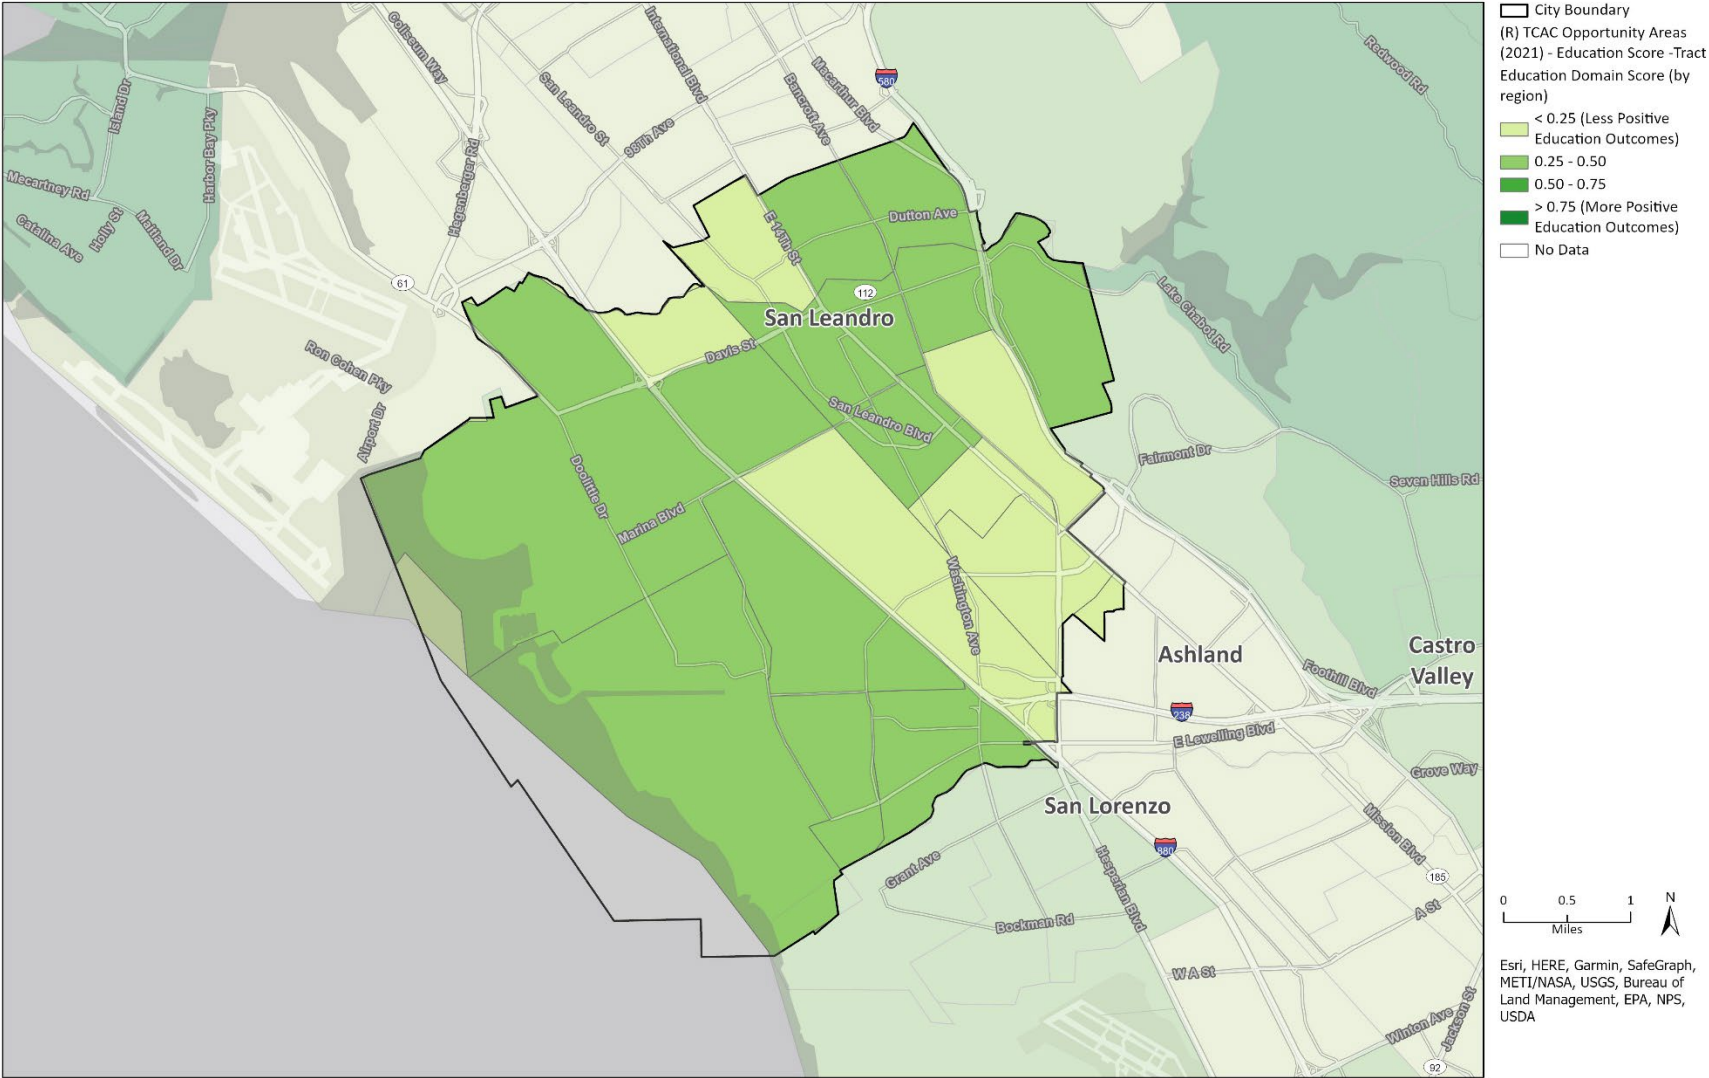 City Boundary
(R) TCAC Opportunity Areas
(2021) - Education Score -Tract
Education Domain Score (by
region)
< 0.25 (Less Positive
Education Outcomes)
0.25 - 0.50
0.50 - 0.75
> 0.75 (More Positive
Education Outcomes)
No Data
Coliseum Way
International Blvd
San Leandro St
Bancroft Ave
Macarthur Blvd
580
Redwood Rd
Island Dr
Harbor Bay Pky
98Th Ave
Hegenberger Rd
Mecartney Rd
Holly St
Maitland Dr
Catalina Ave
E 14Th St
Dutton Ave
61
112
San Leandro
Lake Chabot Rd
Davis St
Ron Cohen Pky
Airport Dr
San Leandro Blvd
Fairmont Dr
Seven Hills Rd
Doolittle Dr
Marina Blvd
Washington Ave
Ashland
Castro
Valley
Foothill Blvd
238
E Lewelling Blvd
Grove Way
San Lorenzo
Mission Blvd
880
Grant Ave
Hesperian Blvd
185
A St
Bockman Rd
W A St
Winton Ave
Jackson St
92
0 0.5 1
Miles
N
Esri, HERE, Garmin, SafeGraph,
METI/NASA, USGS, Bureau of
Land Management, EPA, NPS,
USDA